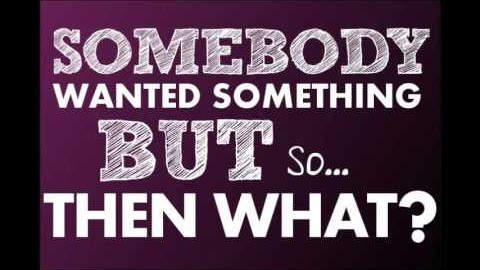 SOMEBODY
WANTED SOMETHING
BUT So...
THEN WHAT?